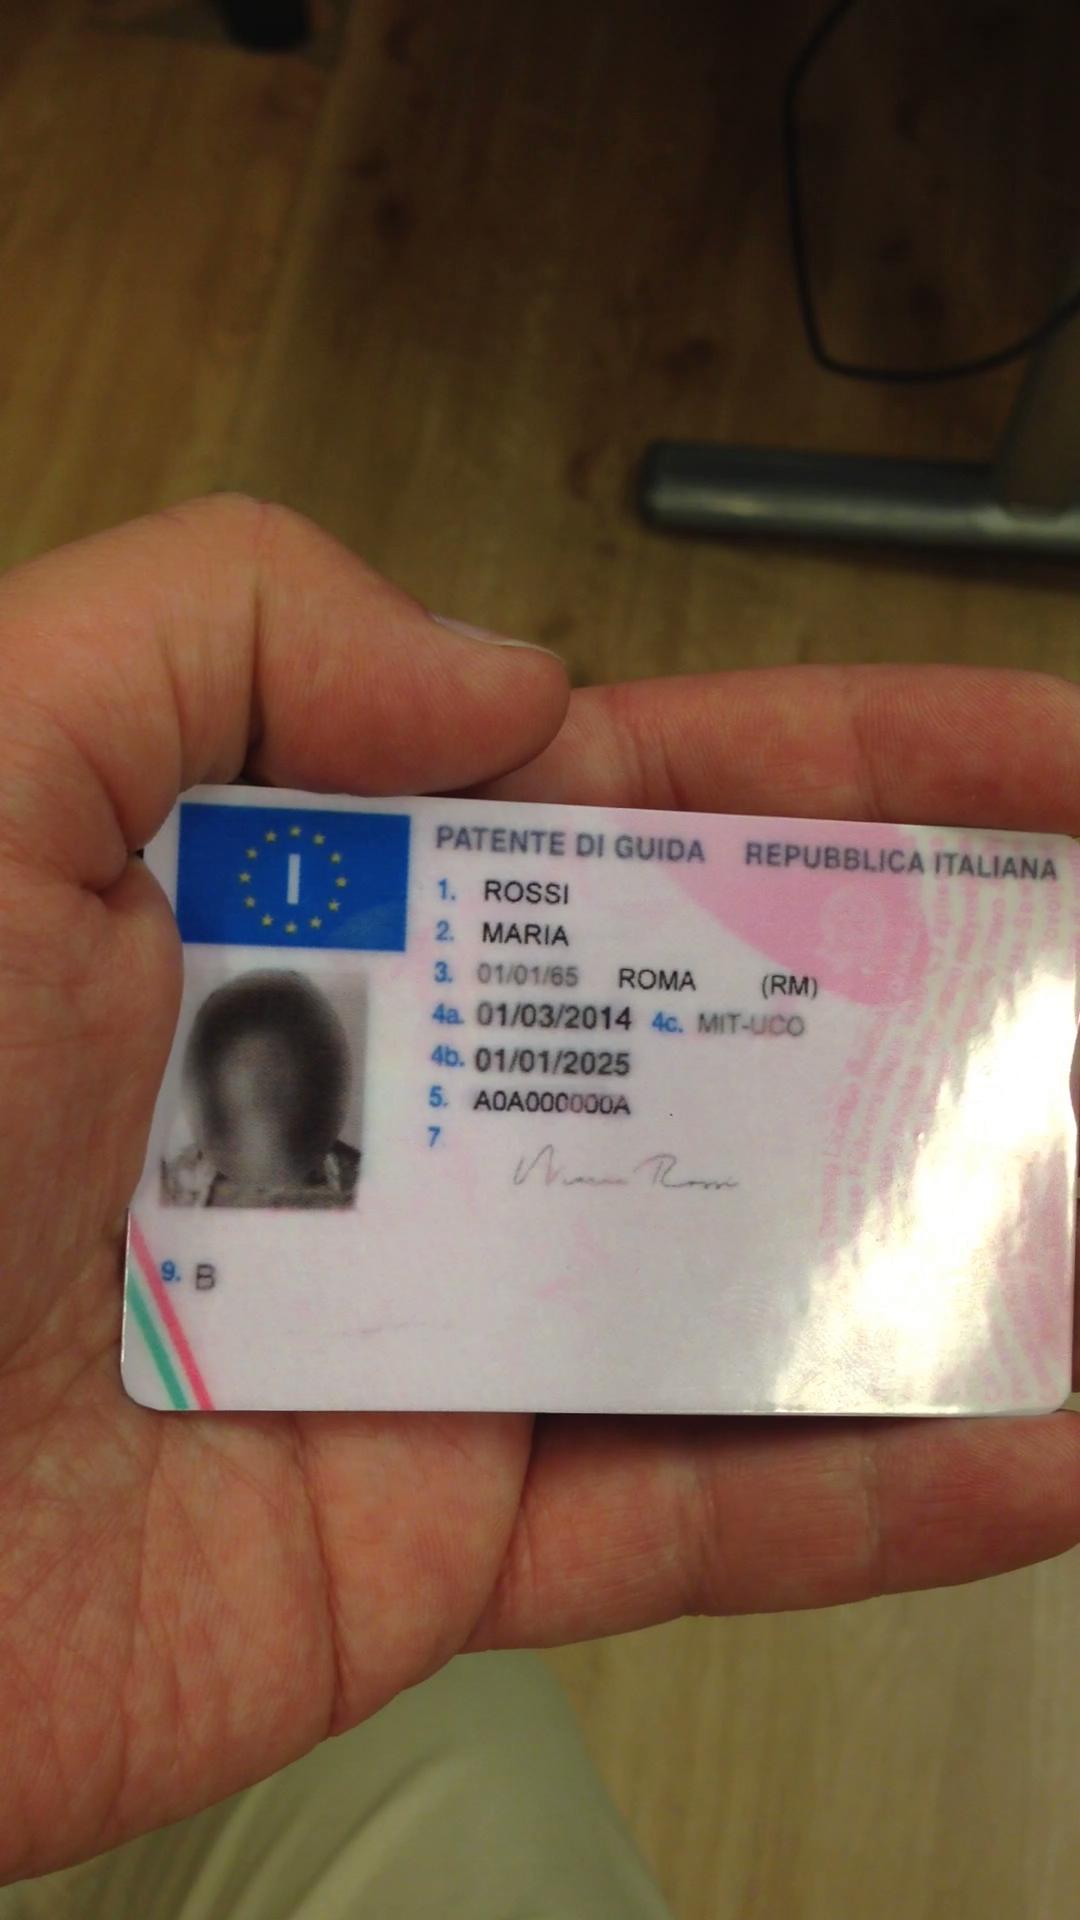 I
PATENTE DI GUIDA REPUBBLICA ITALIANA
1. ROSSI
2. MARIA
3. 01/01/65 ROMA (RM)
4a. 01/03/2014 4c. MIT-UCO
4b. 01/01/2025
5. A0A000000A
7
Maria Rossi
9. B